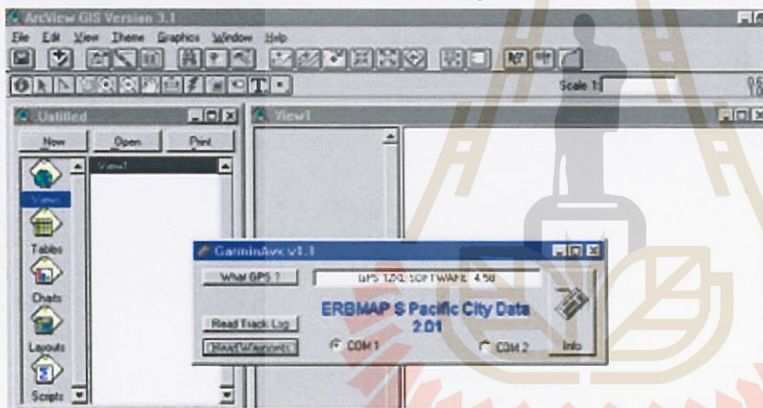 ArcView GIS Version 3.1
File Edit View Theme Graphics Window Help
Scale 1:
Untitled
View1
New Open Print
View1
Views
Tables
Charts
Layouts
Scripts
GarminAvx v1.1
What GPS ?
GPS 12XL SOFTWARE 4.58
ERBMAP S Pacific City Data
2.01
Read Track Log
Read Waypoints
COM 1
COM 2
Info